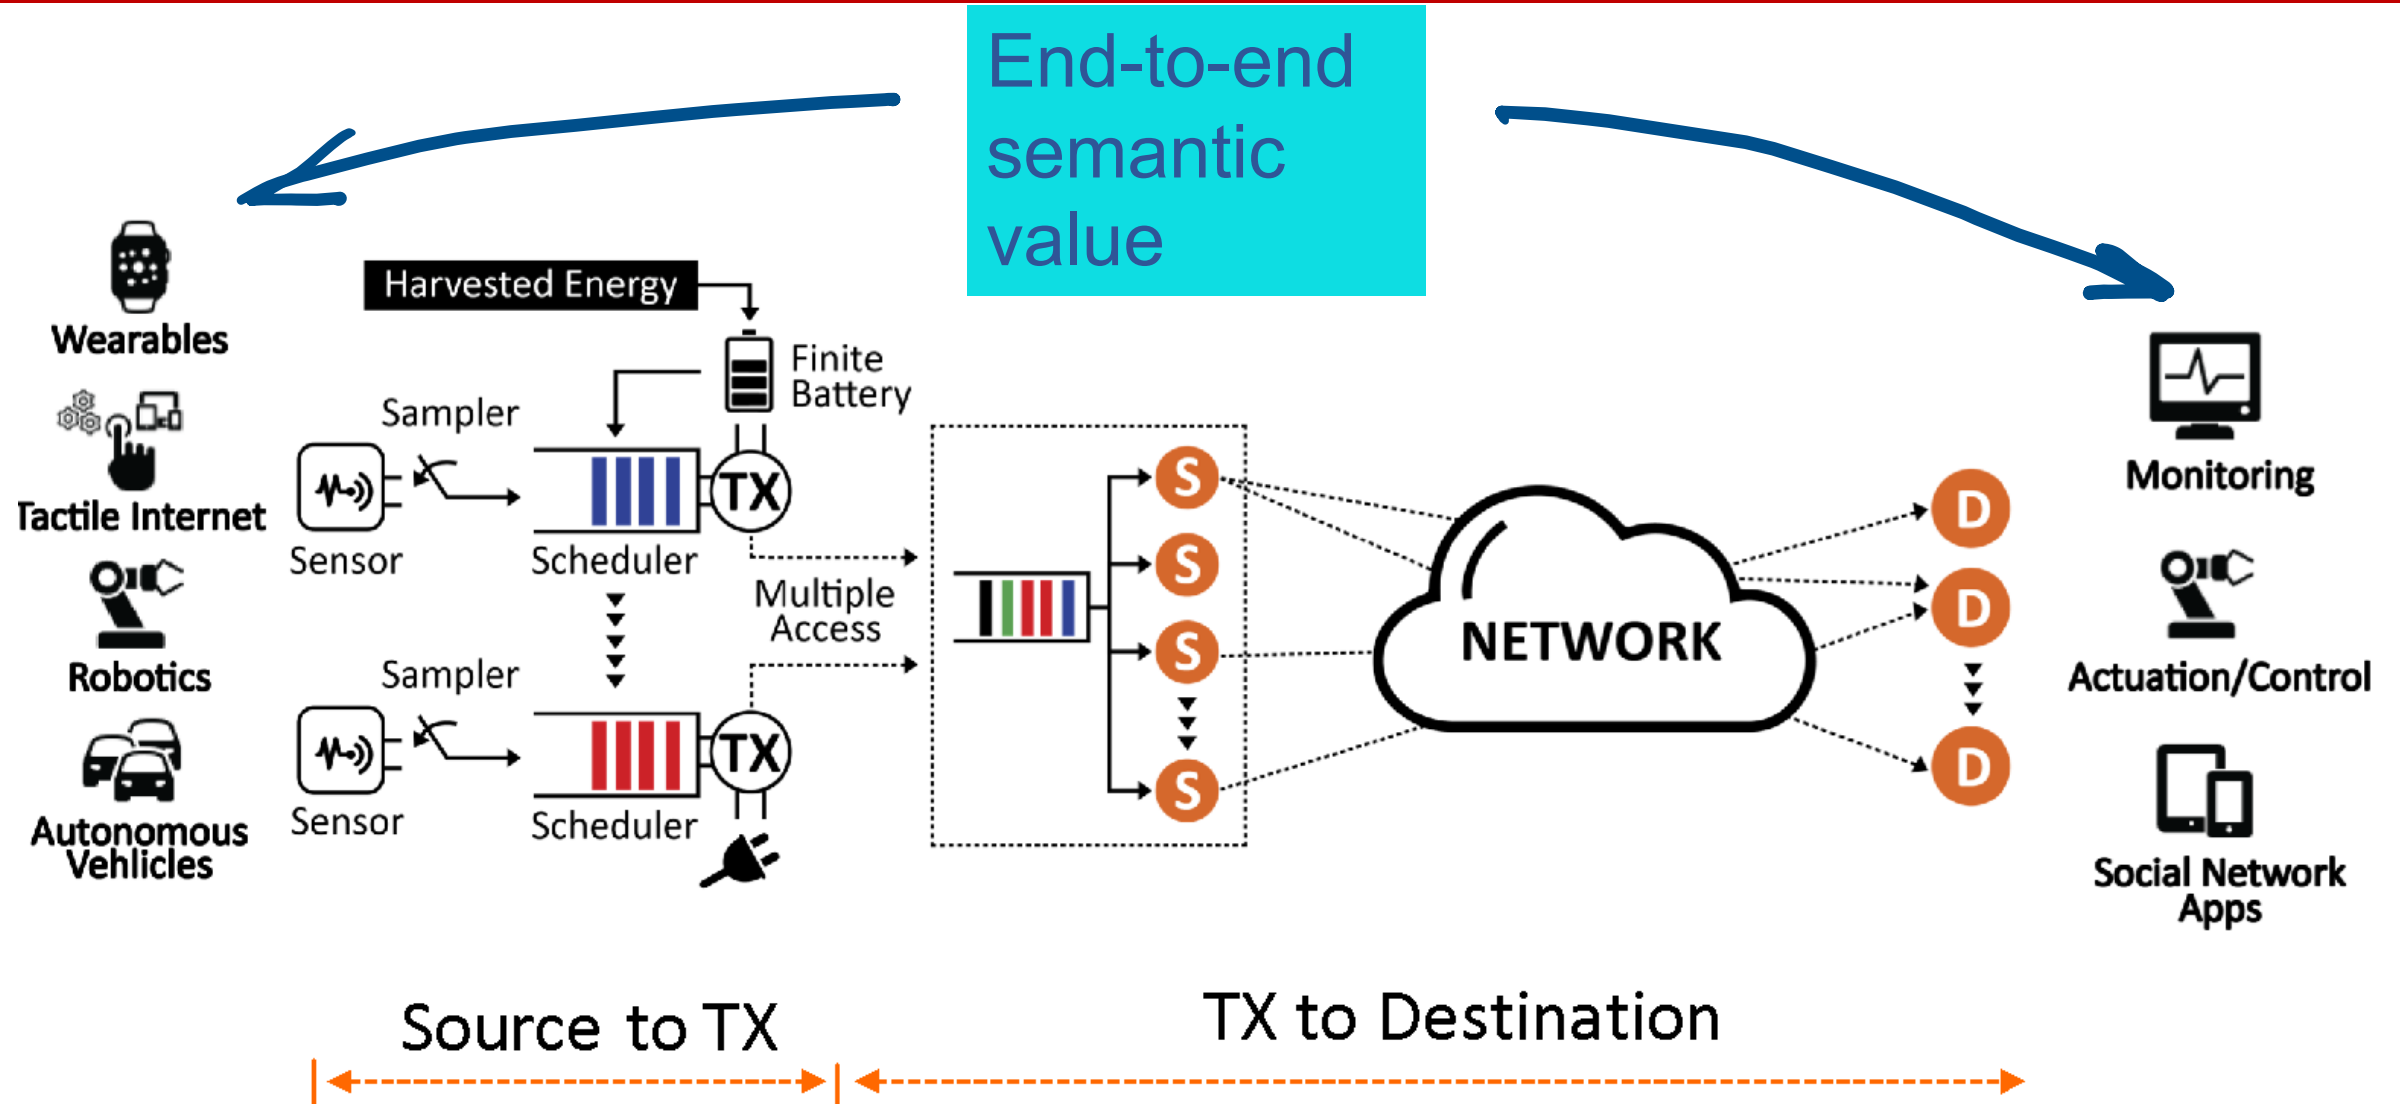 End-to-end
semantic
value
Wearables
Tactile Internet
Robotics
Autonomous
Vehlicles
Harvested Energy
Finite
Battery
Sampler
Sensor
Scheduler
TX
Multiple
Access
Sampler
Sensor
Scheduler
TX
S
S
S
S
NETWORK
D
D
D
Monitoring
Actuation/Control
Social Network
Apps
Source to TX
TX to Destination